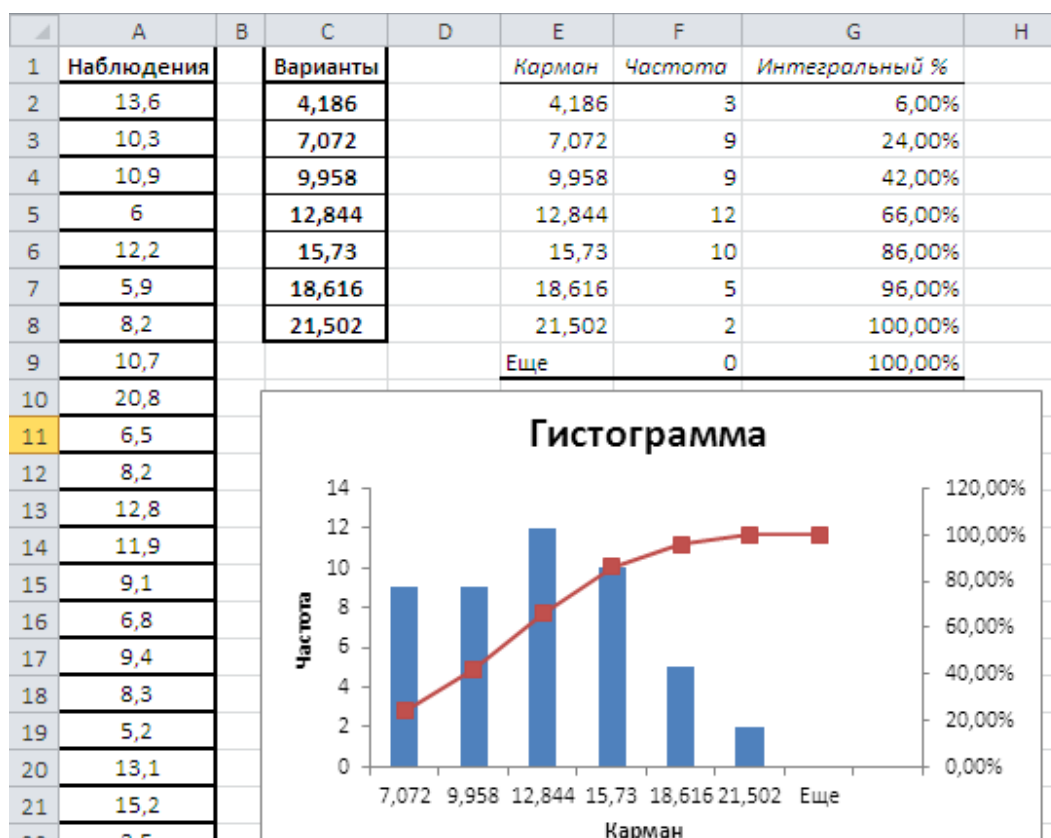 A B C D E F G H
1 Наблюдения Варианты Карман Частота Интегральный %
2 13,6 4,186 4,186 3 6,00%
3 10,3 7,072 7,072 9 24,00%
4 10,9 9,958 9,958 9 42,00%
5 6 12,844 12,844 12 66,00%
6 12,2 15,73 15,73 10 86,00%
7 5,9 18,616 18,616 5 96,00%
8 8,2 21,502 21,502 2 100,00%
9 10,7 Еще 0 100,00%
10 20,8
11 6,5
12 8,2
13 12,8
14 11,9
15 9,1
16 6,8
17 9,4
18 8,3
19 5,2
20 13,1
21 15,2
Гистограмма
Частота
14 120,00%
12 100,00%
10 80,00%
8 60,00%
6 40,00%
4 20,00%
2 0,00%
0
7,072 9,958 12,844 15,73 18,616 21,502 Еще
Карман